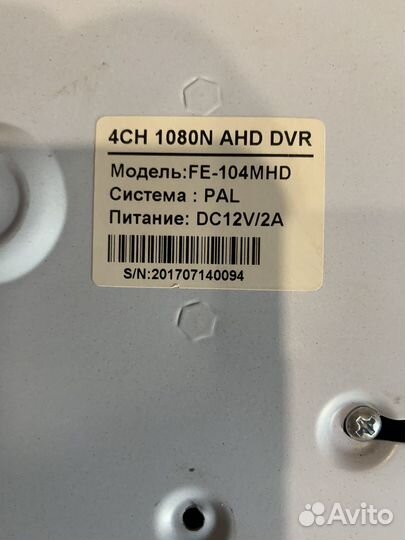 4CH 1080N AHD DVR
Модель:FE-104MHD
Система : PAL
Питание: DC12V/2A
S/N:201707140094
Avito